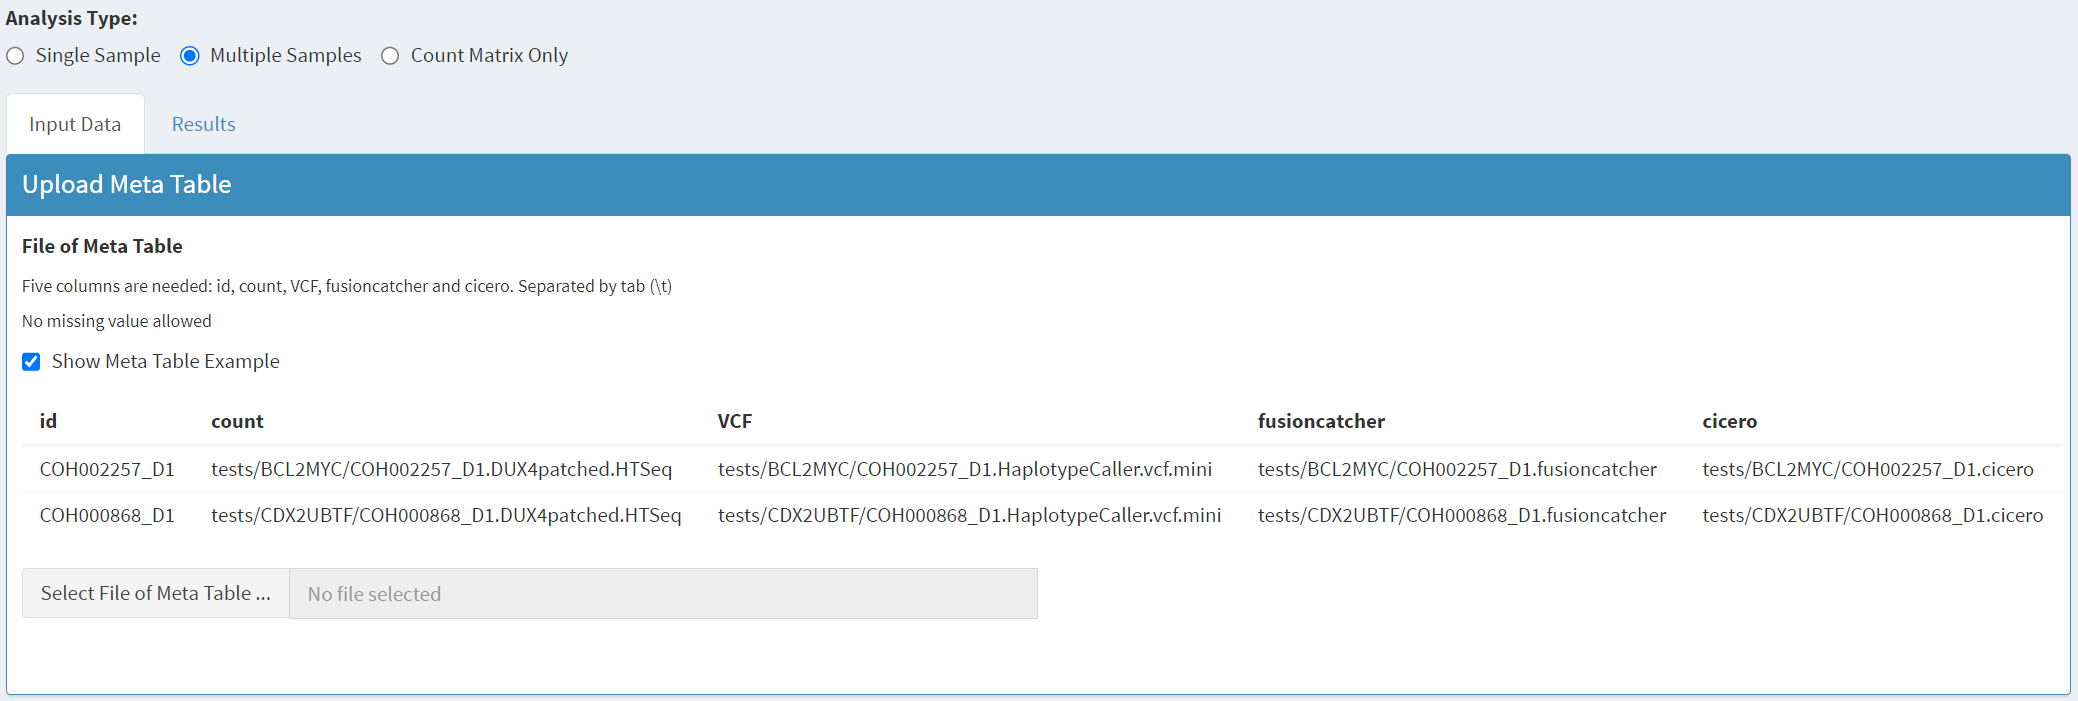 Analysis Type:
Single Sample Multiple Samples Count Matrix Only
Input Data Results
Upload Meta Table
File of Meta Table
Five columns are needed: id, count, VCF, fusioncatcher and cicero. Separated by tab (\t)
No missing value allowed
Show Meta Table Example
id count VCF fusioncatcher cicero
COH002257_D1 tests/BCL2MYC/COH002257_D1.DUX4patched.HTSeq tests/BCL2MYC/COH002257_D1.HaplotypeCaller.vcf.mini tests/BCL2MYC/COH002257_D1.fusioncatcher tests/BCL2MYC/COH002257_D1.cicero
COH000868_D1 tests/CDX2UBTF/COH000868_D1.DUX4patched.HTSeq tests/CDX2UBTF/COH000868_D1.HaplotypeCaller.vcf.mini tests/CDX2UBTF/COH000868_D1.fusioncatcher tests/CDX2UBTF/COH000868_D1.cicero
Select File of Meta Table ... No file selected